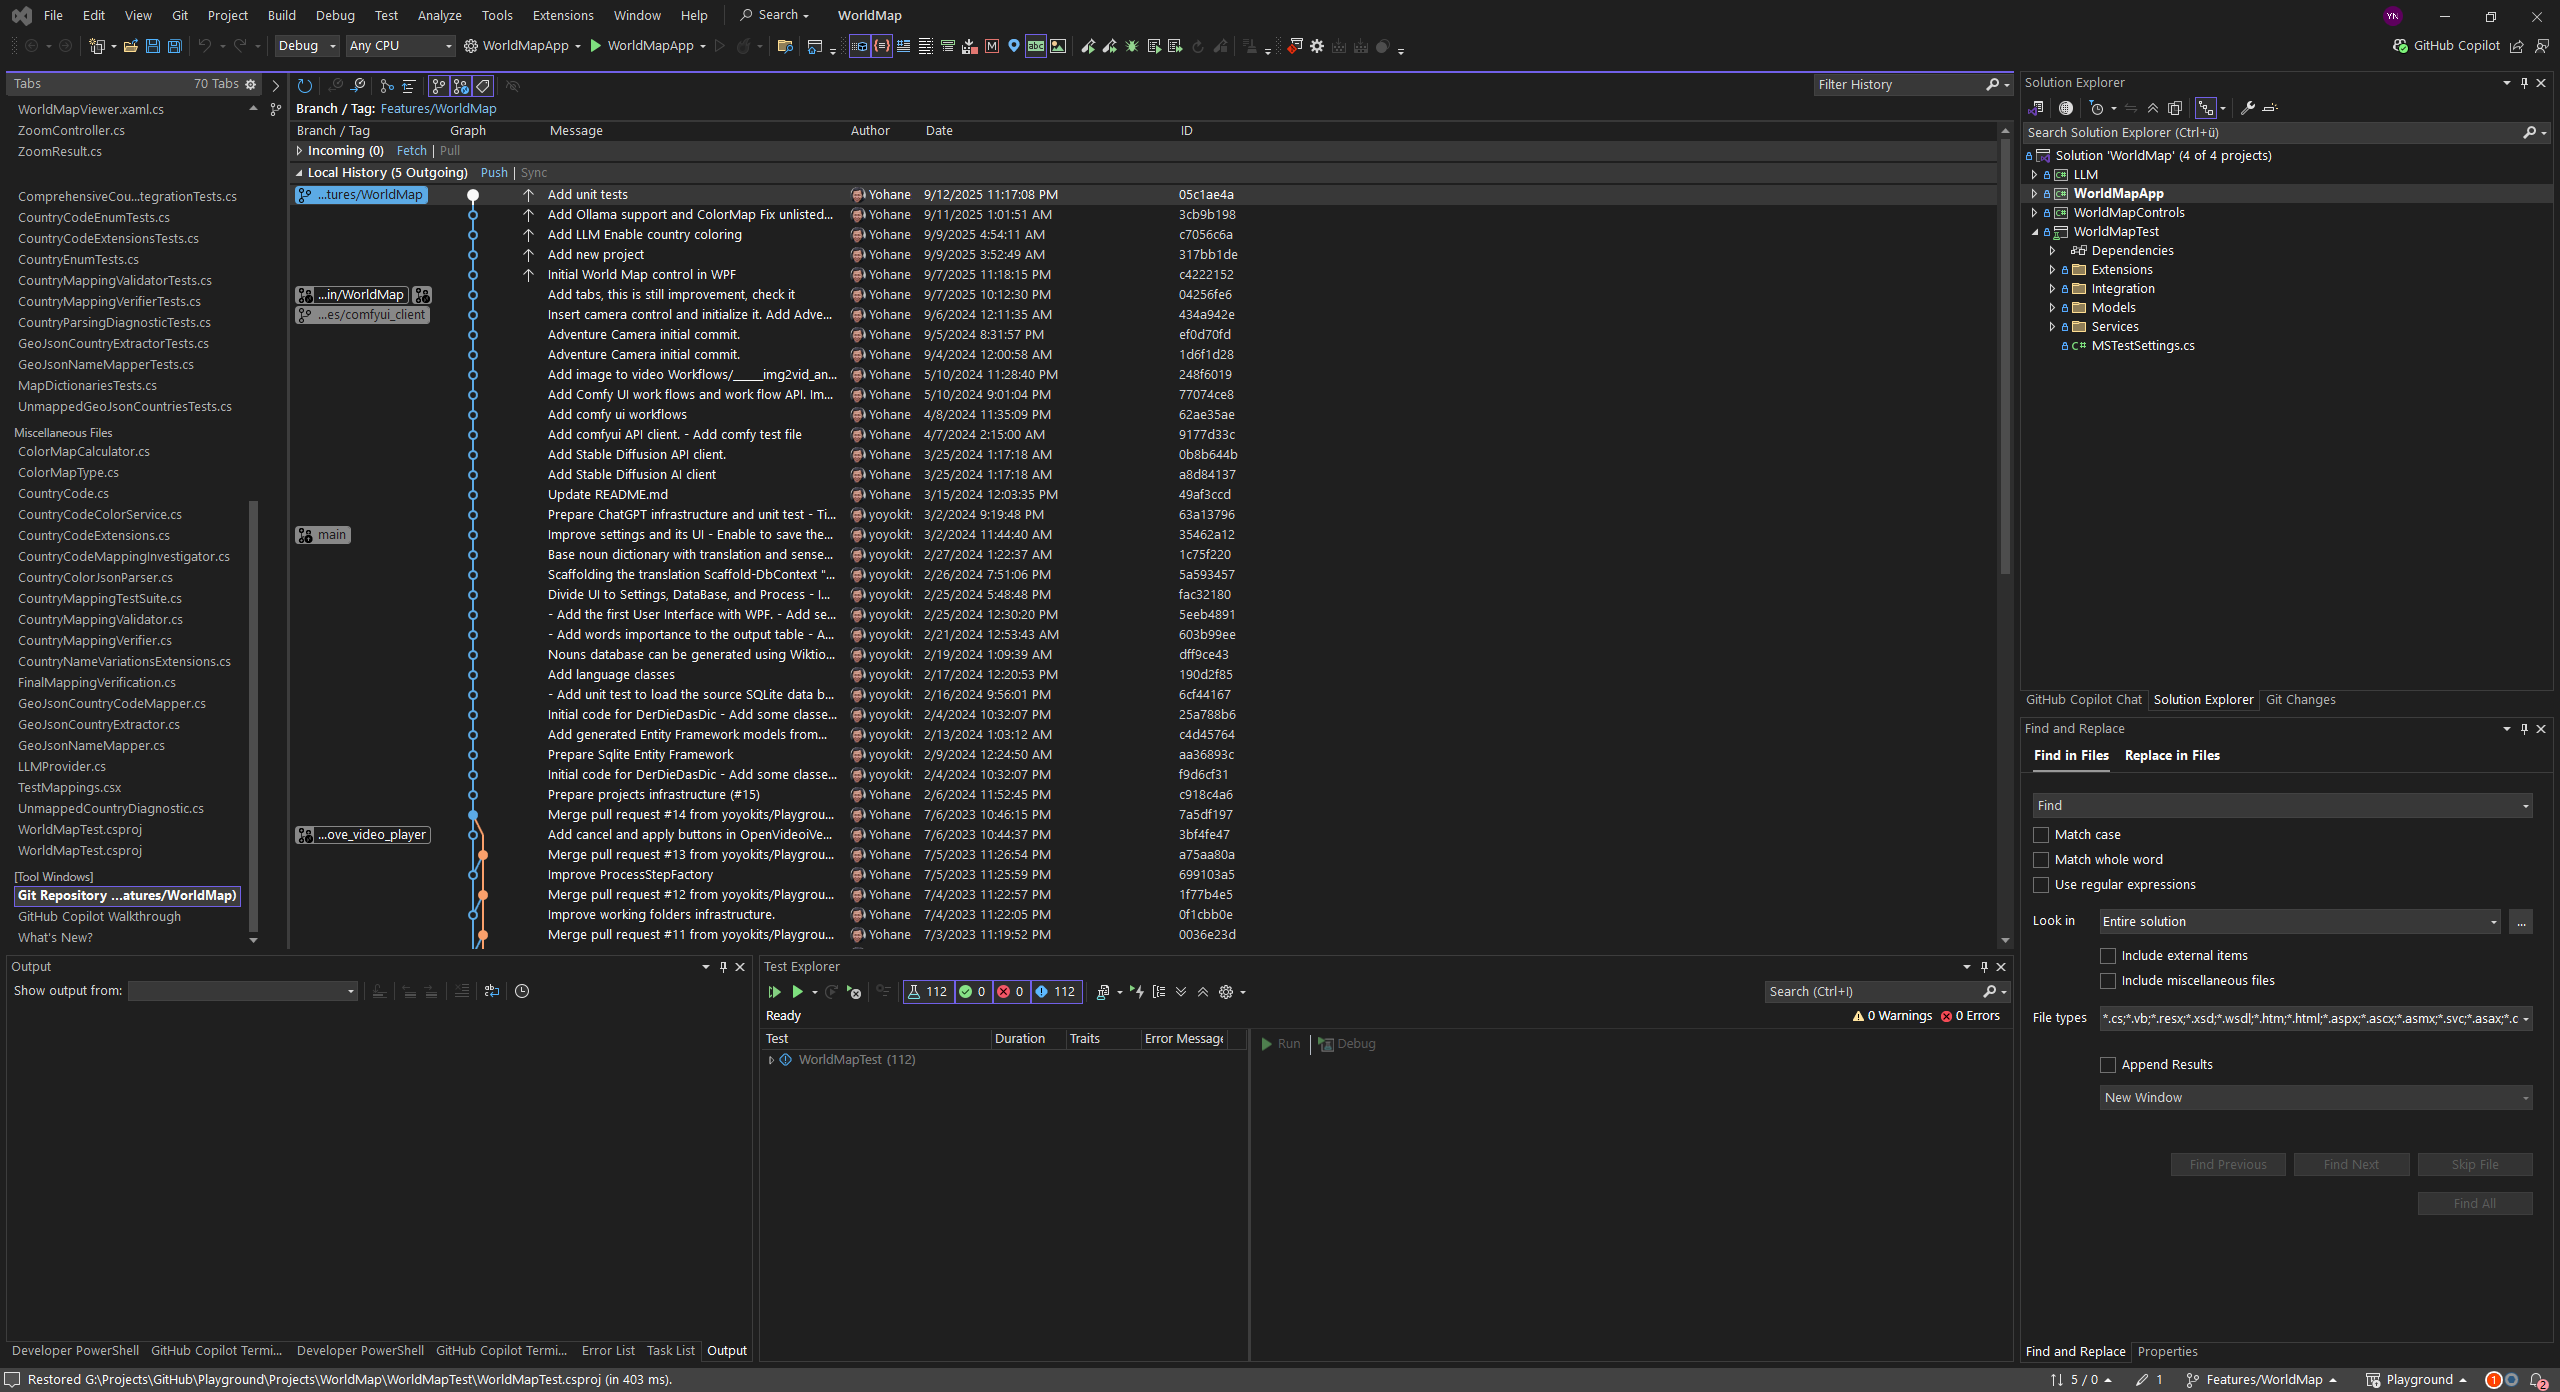 File Edit View Git Project Build Debug Test Analyze Tools Extensions Window Help Search WorldMap YN
Debug Any CPU WorldMapApp WorldMapApp GitHub Copilot
Tabs 70 Tabs
WorldMapViewer.xaml.cs
ZoomController.cs
ZoomResult.cs
ComprehensiveCou...tegrationTests.cs
CountryCodeEnumTests.cs
CountryCodeExtensionsTests.cs
CountryEnumTests.cs
CountryMappingValidatorTests.cs
CountryMappingVerifierTests.cs
CountryParsingDiagnosticTests.cs
GeoJsonCountryExtractorTests.cs
GeoJsonNameMapperTests.cs
MapDictionariesTests.cs
UnmappedGeoJsonCountriesTests.cs
Miscellaneous Files
ColorMapCalculator.cs
ColorMapType.cs
CountryCode.cs
CountryCodeColorService.cs
CountryCodeExtensions.cs
CountryCodeMappingInvestigator.cs
CountryColorJsonParser.cs
CountryMappingTestSuite.cs
CountryMappingValidator.cs
CountryMappingVerifier.cs
CountryNameVariationsExtensions.cs
FinalMappingVerification.cs
GeoJsonCountryCodeMapper.cs
GeoJsonCountryExtractor.cs
GeoJsonNameMapper.cs
LLMProvider.cs
TestMappings.csx
UnmappedCountryDiagnostic.cs
WorldMapTest.csproj
WorldMapTest.csproj
[Tool Windows]
Git Repository ...atures/WorldMap)
GitHub Copilot Walkthrough
What's New?
Filter History
Branch / Tag: Features/WorldMap
Branch / Tag Graph Message Author Date ID
Incoming (0) Fetch | Pull
Local History (5 Outgoing) Push | Sync
...tures/WorldMap Add unit tests Yohane 9/12/2025 11:17:08 PM 05c1ae4a
Add Ollama support and ColorMap Fix unlisted... Yohane 9/11/2025 1:01:51 AM 3cb9b198
Add LLM Enable country coloring Yohane 9/9/2025 4:54:11 AM c7056c6a
Add new project Yohane 9/9/2025 3:52:49 AM 317bb1de
Initial World Map control in WPF Yohane 9/7/2025 11:18:15 PM c4222152
...in/WorldMap Add tabs, this is still improvement, check it Yohane 9/7/2025 10:12:30 PM 04256fe6
...es/comfyui_client Insert camera control and initialize it. Add Adve... Yohane 9/6/2024 12:11:35 AM 434a942e
Adventure Camera initial commit. Yohane 9/5/2024 8:31:57 PM ef0d70fd
Adventure Camera initial commit. Yohane 9/4/2024 12:00:58 AM 1d6f1d28
Add image to video Workflows/_____img2vid_an... Yohane 5/10/2024 11:28:40 PM 248f6019
Add Comfy UI work flows and work flow API. Im... Yohane 5/10/2024 9:01:04 PM 77074ce8
Add comfy ui workflows Yohane 4/8/2024 11:35:09 PM 62ae35ae
Add comfyui API client. - Add comfy test file Yohane 4/7/2024 2:15:00 AM 9177d33c
Add Stable Diffusion API client. Yohane 3/25/2024 1:17:18 AM 0b8b644b
Add Stable Diffusion AI client Yohane 3/25/2024 1:17:18 AM a8d84137
Update README.md Yohane 3/15/2024 12:03:35 PM 49af3ccd
Prepare ChatGPT infrastructure and unit test - Ti... yoyokits 3/2/2024 9:19:48 PM 63a13796
main Improve settings and its UI - Enable to save the... yoyokits 3/2/2024 11:44:40 AM 35462a12
Base noun dictionary with translation and sense... yoyokits 2/27/2024 1:22:37 AM 1c75f220
Scaffolding the translation Scaffold-DbContext "... yoyokits 2/26/2024 7:51:06 PM 5a593457
Divide UI to Settings, DataBase, and Process - I... yoyokits 2/25/2024 5:48:48 PM fac32180
- Add the first User Interface with WPF. - Add se... yoyokits 2/25/2024 12:30:20 PM 5eeb4891
- Add words importance to the output table - A... yoyokits 2/21/2024 12:53:43 AM 603b99ee
Nouns database can be generated using Wiktio... yoyokits 2/19/2024 1:09:39 AM dff9ce43
Add language classes yoyokits 2/17/2024 12:20:53 PM 190d2f85
- Add unit test to load the source SQLite data b... yoyokits 2/16/2024 9:56:01 PM 6cf44167
Initial code for DerDieDasDic - Add some classe... yoyokits 2/4/2024 10:32:07 PM 25a788b6
Add generated Entity Framework models from... yoyokits 2/13/2024 1:03:12 AM c4d45764
Prepare Sqlite Entity Framework yoyokits 2/9/2024 12:24:50 AM aa36893c
Initial code for DerDieDasDic - Add some classe... yoyokits 2/4/2024 10:32:07 PM f9d6cf31
Prepare projects infrastructure (#15) Yohane 2/6/2024 11:52:45 PM c918c4a6
Merge pull request #14 from yoyokits/Playgrou... Yohane 7/6/2023 10:46:15 PM 7a5df197
...ove_video_player Add cancel and apply buttons in OpenVideoiVe... Yohane 7/6/2023 10:44:37 PM 3bf4fe47
Merge pull request #13 from yoyokits/Playgrou... Yohane 7/5/2023 11:26:54 PM a75aa80a
Improve ProcessStepFactory Yohane 7/5/2023 11:25:59 PM 699103a5
Merge pull request #12 from yoyokits/Playgrou... Yohane 7/4/2023 11:22:57 PM 1f77b4e5
Improve working folders infrastructure. Yohane 7/4/2023 11:22:05 PM 0f1cbb0e
Merge pull request #11 from yoyokits/Playgrou... Yohane 7/3/2023 11:19:52 PM 0036e23d
Solution Explorer
Search Solution Explorer (Ctrl+ü)
Solution 'WorldMap' (4 of 4 projects)
LLM
WorldMapApp
WorldMapControls
WorldMapTest
Dependencies
Extensions
Integration
Models
Services
C# MSTestSettings.cs
GitHub Copilot Chat Solution Explorer Git Changes
Find and Replace
Find in Files Replace in Files
Find
Match case
Match whole word
Use regular expressions
Look in Entire solution ...
Include external items
Include miscellaneous files
File types *.cs;*.vb;*.resx;*.xsd;*.wsdl;*.htm;*.html;*.aspx;*.ascx;*.asmx;*.svc;*.asax;*.c
Append Results
New Window
Find Previous Find Next Skip File
Find All
Find and Replace Properties
Output
Show output from:
Developer PowerShell GitHub Copilot Termi... Developer PowerShell GitHub Copilot Termi... Error List Task List Output
Test Explorer
112 0 0 112 Search (Ctrl+I)
Ready 0 Warnings 0 Errors
Test Duration Traits Error Message
WorldMapTest (112)
Run | Debug
Restored G:\Projects\GitHub\Playground\Projects\WorldMap\WorldMapTest\WorldMapTest.csproj (in 403 ms). 5 / 0 1 Features/WorldMap Playground 1 2